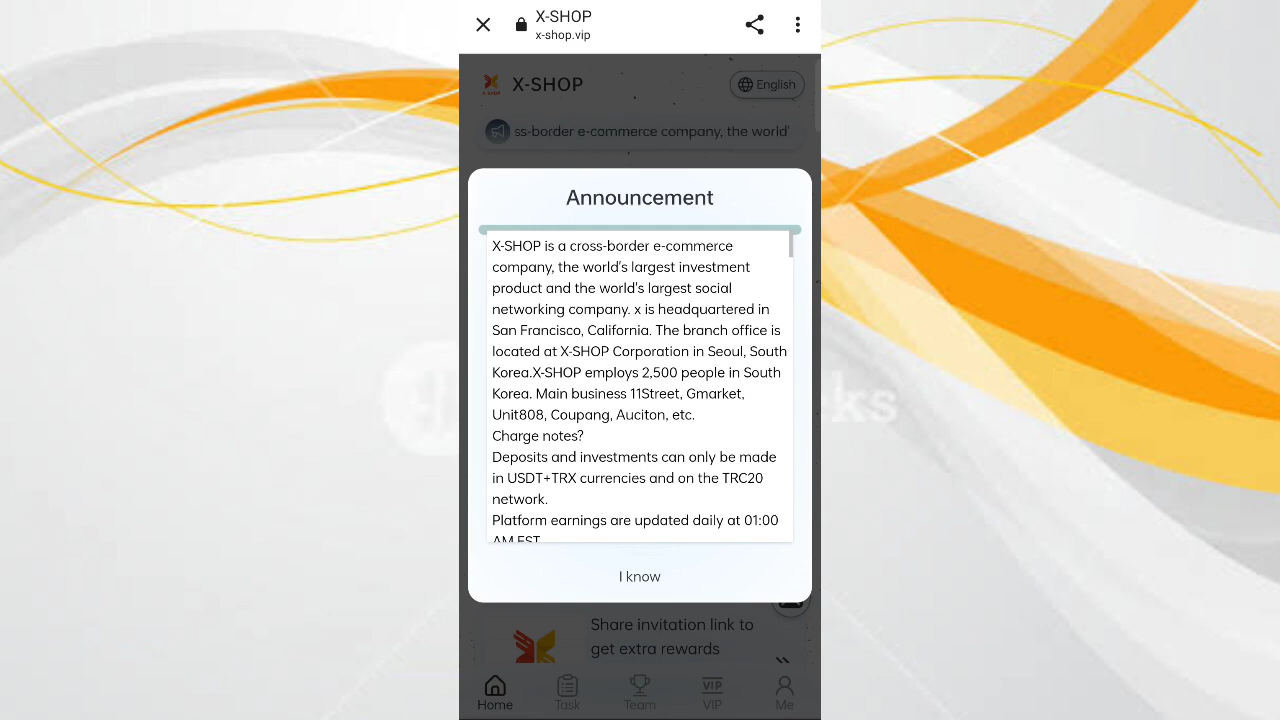 X-SHOP
x-shop.vip
X-SHOP
English
ss-border e-commerce company, the world'
Announcement
X-SHOP is a cross-border e-commerce
company, the world's largest investment
product and the world's largest social
networking company. x is headquartered in
San Francisco, California. The branch office is
located at X-SHOP Corporation in Seoul, South
Korea.X-SHOP employs 2,500 people in South
Korea. Main business 11Street, Gmarket,
Unit808, Coupang, Auciton, etc.
Charge notes?
Deposits and investments can only be made
in USDT+TRX currencies and on the TRC20
network.
Platform earnings are updated daily at 01:00
AM EST
I know
Share invitation link to
get extra rewards
Home
Task
Team
VIP
VIP
Me
ks